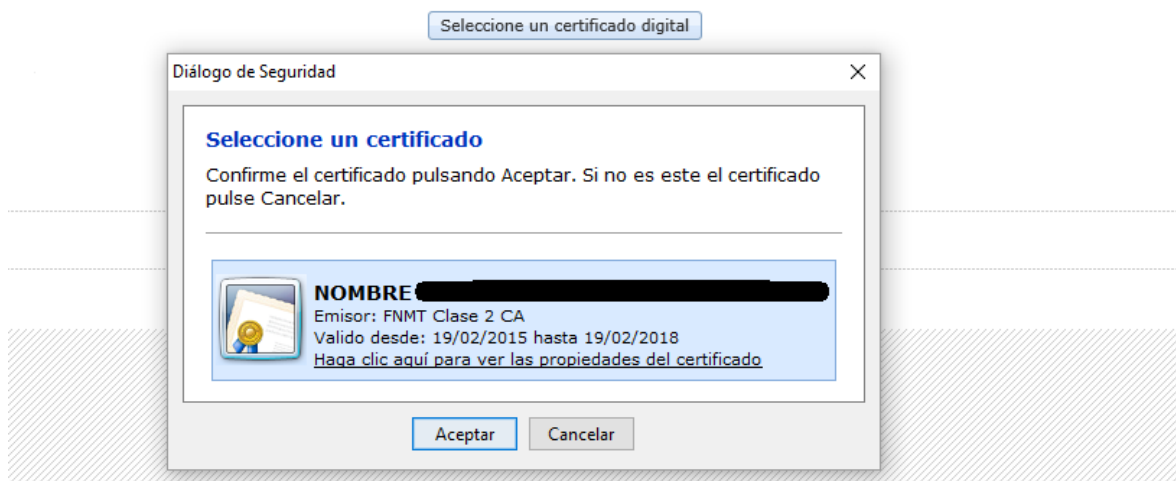 Seleccione un certificado digital
Diálogo de Seguridad
Seleccione un certificado
Confirme el certificado pulsando Aceptar. Si no es este el certificado
pulse Cancelar.
NOMBRE
Emisor: FNMT Clase 2 CA
Valido desde: 19/02/2015 hasta 19/02/2018
Haga clic aquí para ver las propiedades del certificado
Aceptar
Cancelar